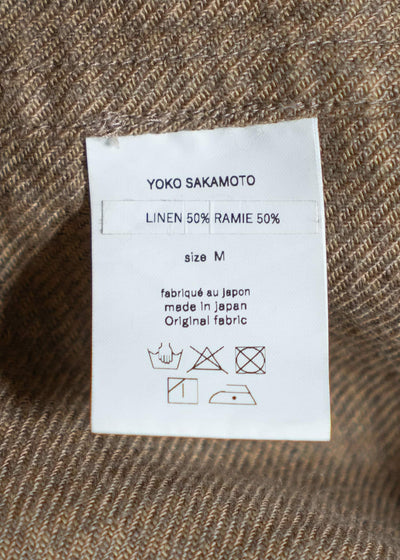 YOKO SAKAMOTO
LINEN 50% RAMIE 50%
size M
fabriqué au japon
made in japan
Original fabric